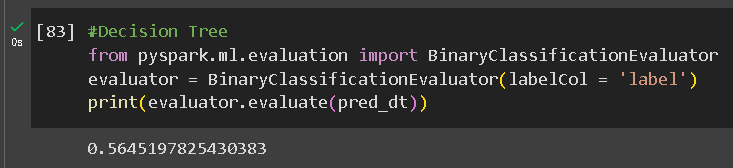 [83] #Decision Tree
from pyspark.ml.evaluation import BinaryClassificationEvaluator
evaluator = BinaryClassificationEvaluator(labelCol = 'label')
print(evaluator.evaluate(pred_dt))
0s
0.5645197825430383